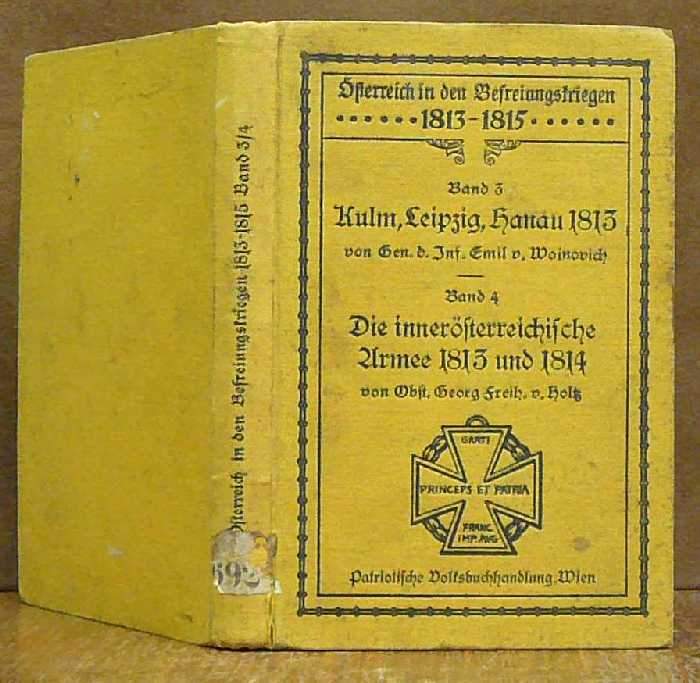 Österreich in den Befreiungskriegen 1813-1815 Band 3/4
692
Österreich in den Befreiungskriegen
1813-1815
Band 3
Kulm, Leipzig, Hanau 1813
von Gen. d. Inf. Emil v. Woinovich
Band 4
Die innerösterreichische
Armee 1813 und 1814
von Obst. Georg Freih. v. Holtz
GRATI
PRINCEPS ET PATRIA
FRANC.
IMP. AUG
Patriotische Volksbuchhandlung, Wien